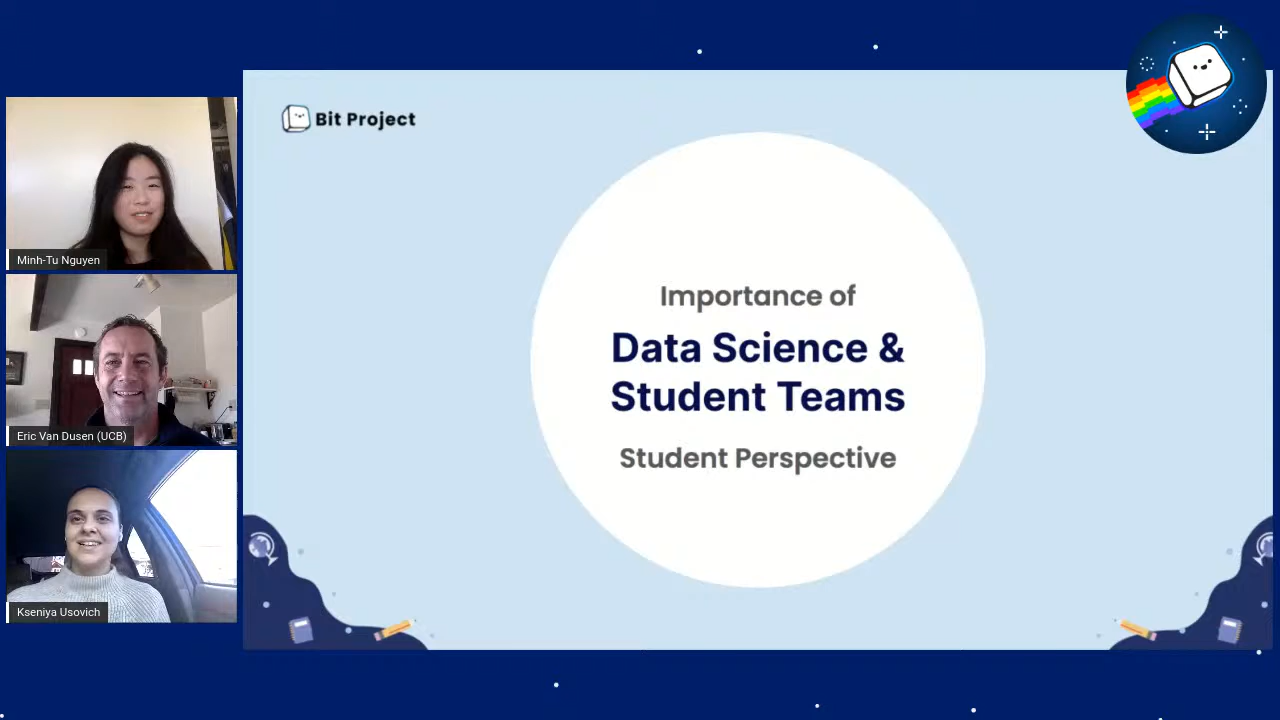 Bit Project
Minh-Tu Nguyen
Eric Van Dusen (UCB)
Kseniya Usovich
Importance of
Data Science &
Student Teams
Student Perspective